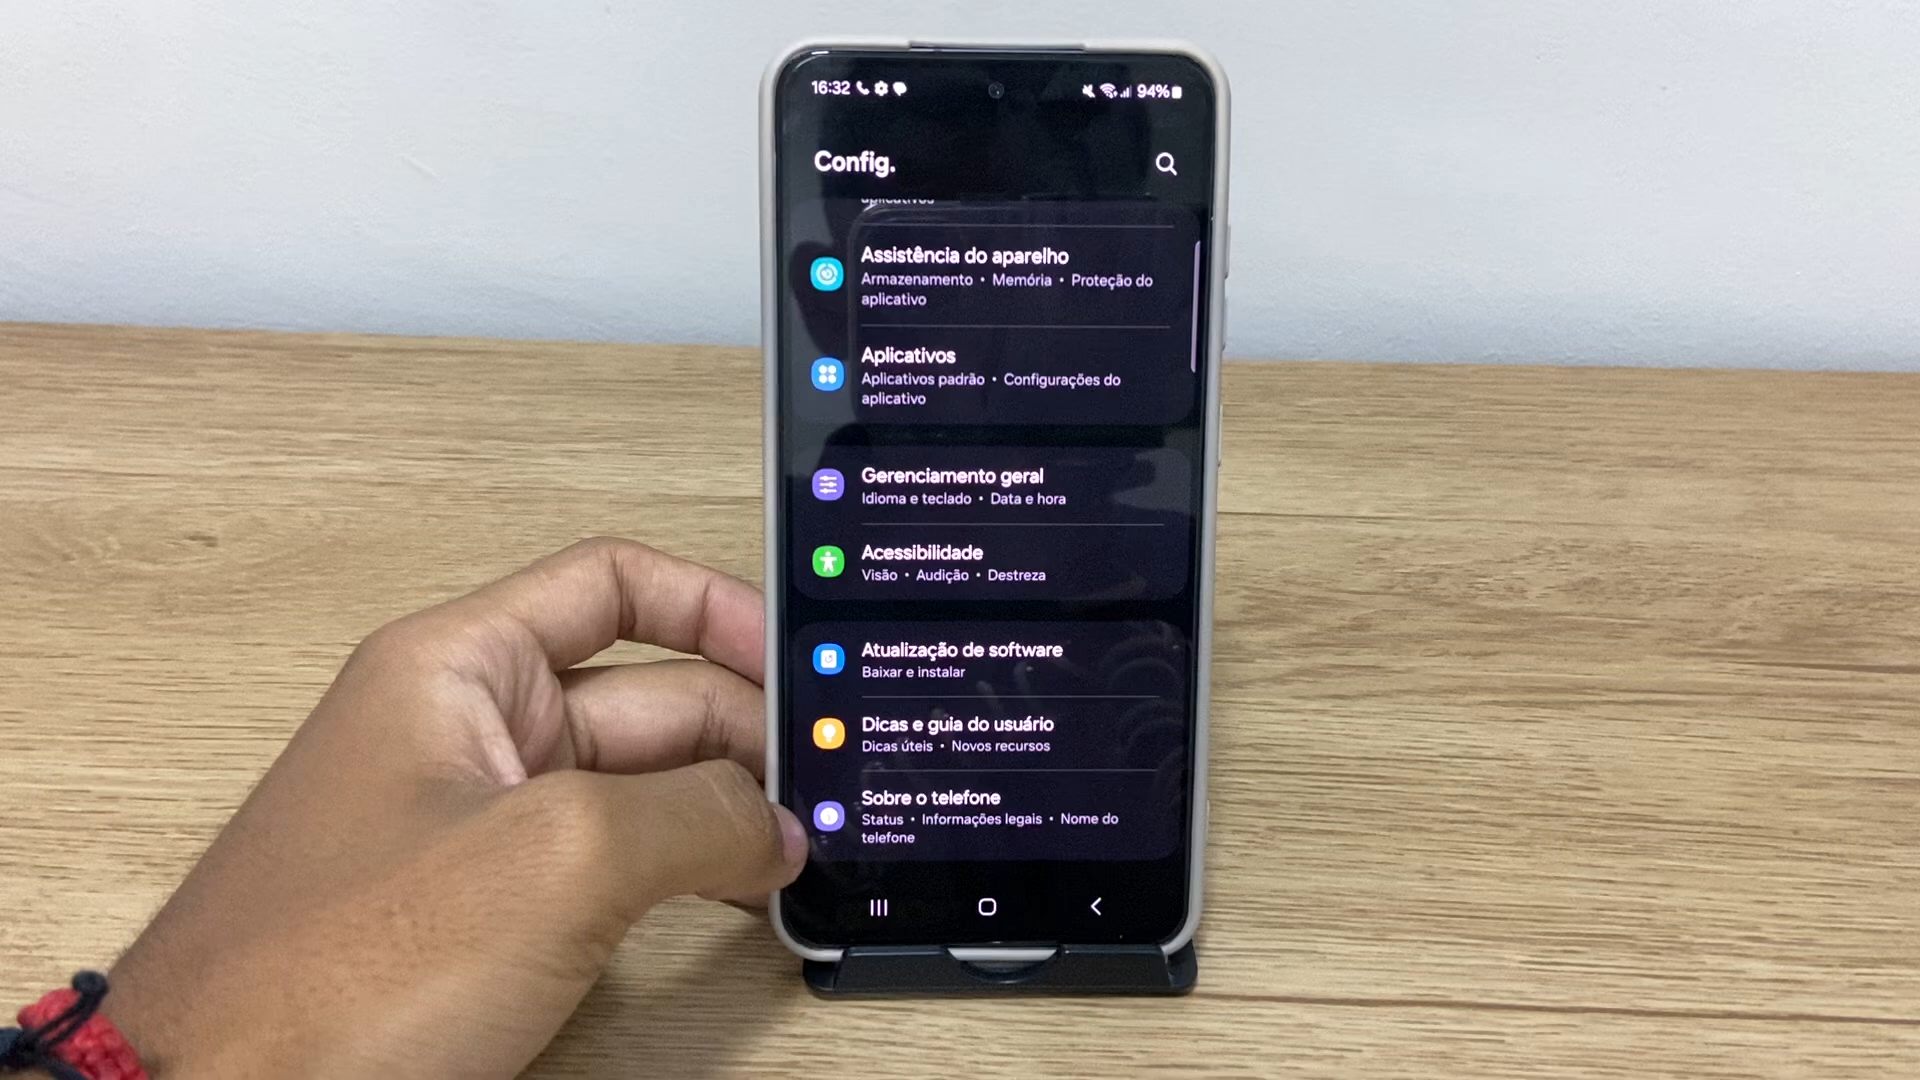 16:32
94%
Config.
aplicativos
Assistência do aparelho
Armazenamento • Memória • Proteção do
aplicativo
Aplicativos
Aplicativos padrão • Configurações do
aplicativo
Gerenciamento geral
Idioma e teclado • Data e hora
Acessibilidade
Visão • Audição • Destreza
Atualização de software
Baixar e instalar
Dicas e guia do usuário
Dicas úteis • Novos recursos
Sobre o telefone
Status • Informações legais • Nome do
telefone